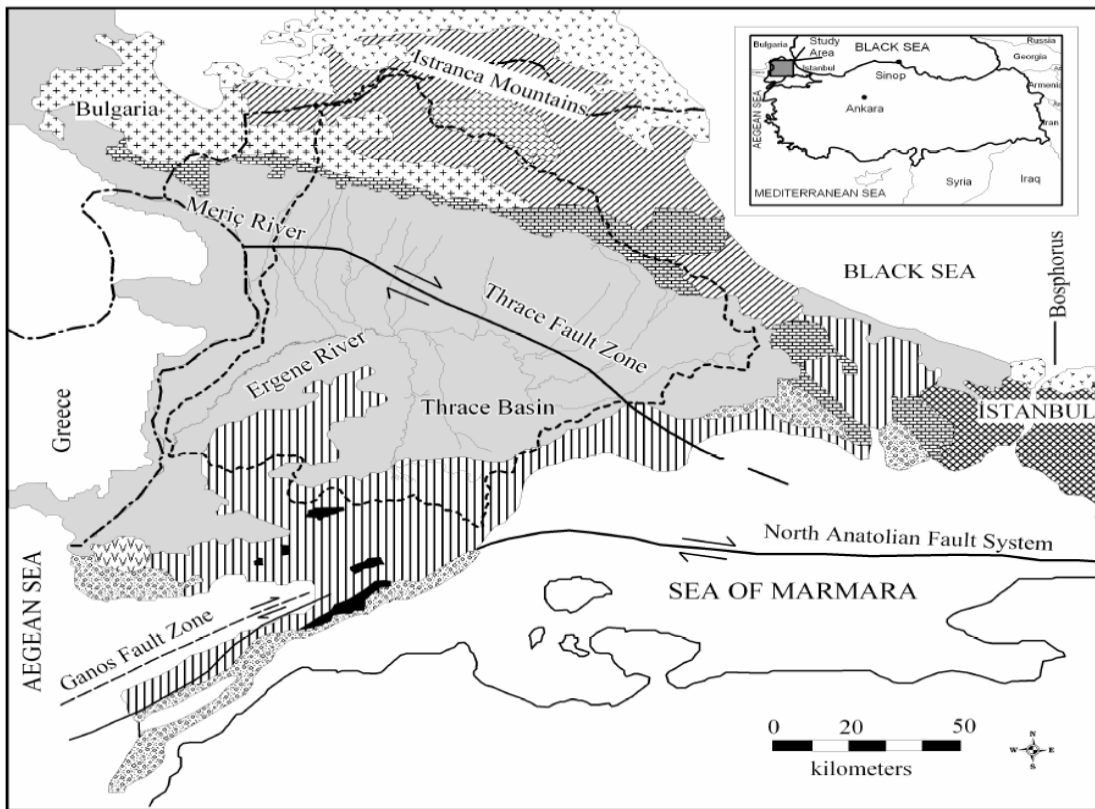 Istranca Mountains
Bulgaria
Meriç River
Thrace Fault Zone
BLACK SEA
Bosphorus
Ergene River
Thrace Basin
Greece
İSTANBUL
North Anatolian Fault System
SEA OF MARMARA
AEGEAN SEA
Ganos Fault Zone
0 20 50
kilometers
N
W E
S
Bulgaria
Study
Area
BLACK SEA
Russia
Georgia
Istanbul
Sinop
Armenia
Ankara
Iran
AEGEAN SEA
Syria
Iraq
MEDITERRANEAN SEA